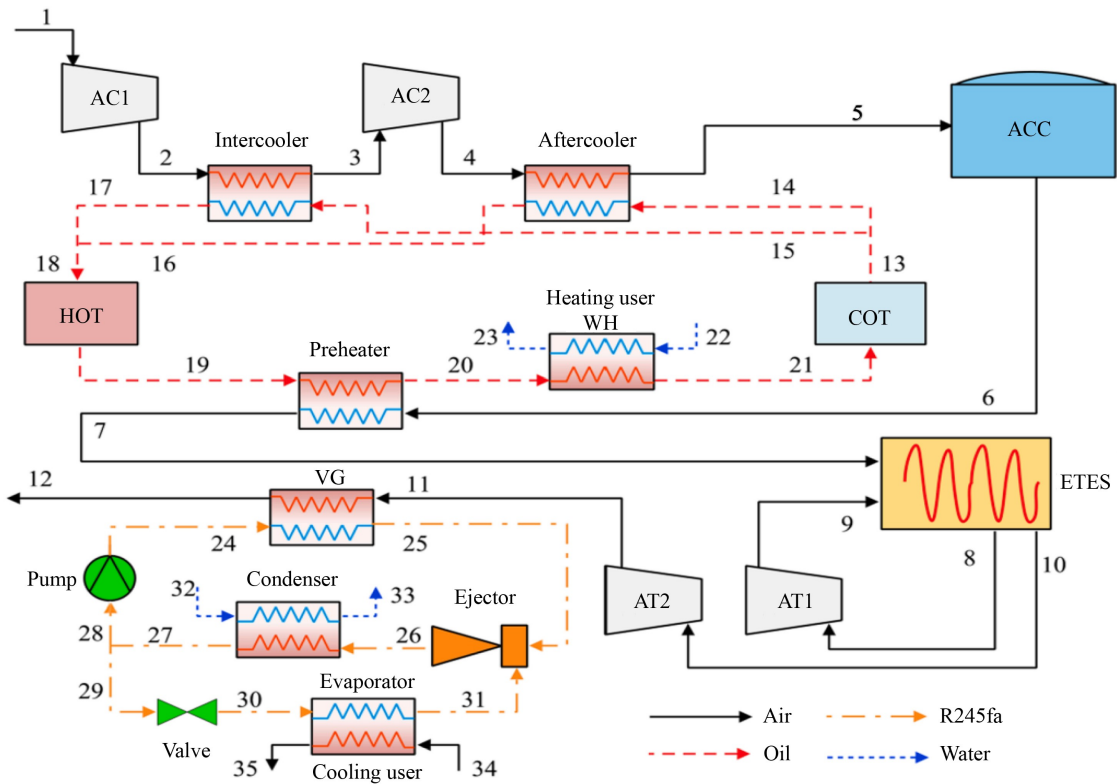 1
AC1
AC2
Intercooler
Aftercooler
5
ACC
2
3
4
17
14
18
16
15
13
HOT
Heating user
WH
COT
23
22
Preheater
19
20
21
6
7
ETES
12
VG
11
9
8
10
24
25
Pump
32
Condenser
33
Ejector
AT2
AT1
28
27
26
29
30
Evaporator
31
Valve
35
Cooling user
34
Air
R245fa
Oil
Water